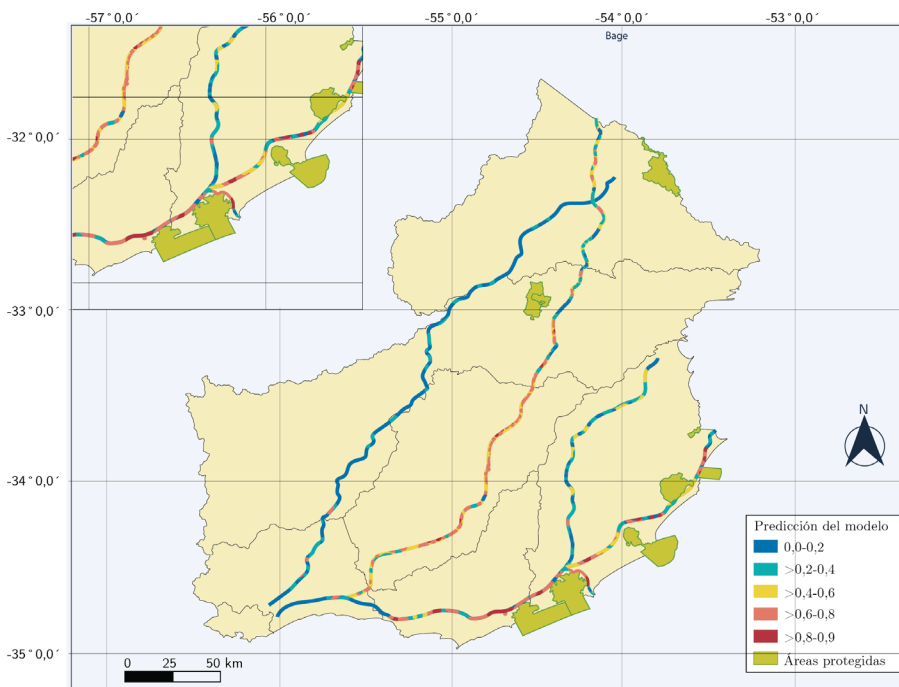 -57°0,0´ -56°0,0´ -55°0,0´ -54°0,0´ -53°0,0´
Bage
-32°0,0´
-33°0,0´
-34°0,0´
-35°0,0´
N
Predicción del modelo
0,0-0,2
>0,2-0,4
>0,4-0,6
>0,6-0,8
>0,8-0,9
Áreas protegidas
0 25 50 km